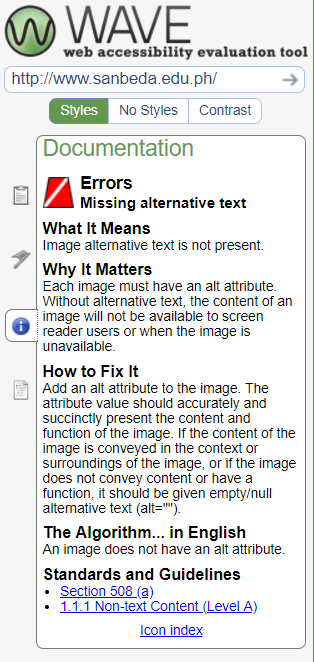 WAVE
web accessibility evaluation tool
http://www.sanbeda.edu.ph/
Styles No Styles Contrast
Documentation
Errors
Missing alternative text
What It Means
Image alternative text is not present.
Why It Matters
Each image must have an alt attribute.
Without alternative text, the content of an
image will not be available to screen
reader users or when the image is
unavailable.
How to Fix It
Add an alt attribute to the image. The
attribute value should accurately and
succinctly present the content and
function of the image. If the content of the
image is conveyed in the context or
surroundings of the image, or if the image
does not convey content or have a
function, it should be given empty/null
alternative text (alt="").
The Algorithm... in English
An image does not have an alt attribute.
Standards and Guidelines
• Section 508 (a)
• 1.1.1 Non-text Content (Level A)
Icon index